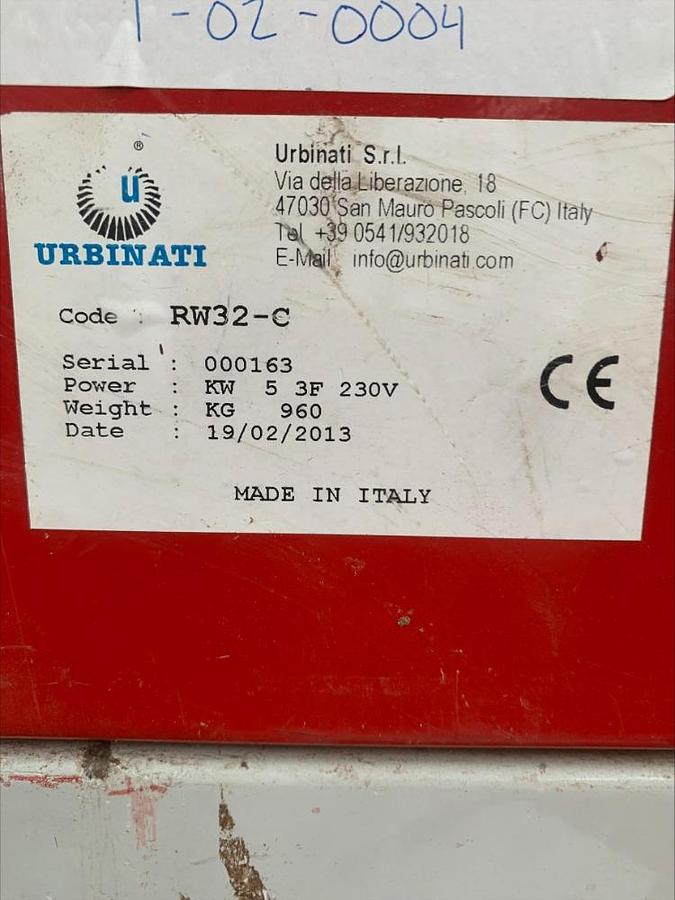 1-02-0004
®
u
URBINATI
Urbinati S.r.l.
Via della Liberazione, 18
47030 San Mauro Pascoli (FC) Italy
Tel +39 0541/932018
E-Mail info@urbinati.com
Code : RW32-C
Serial : 000163
Power : KW 5 3F 230V
Weight : KG 960
Date : 19/02/2013
CE
MADE IN ITALY